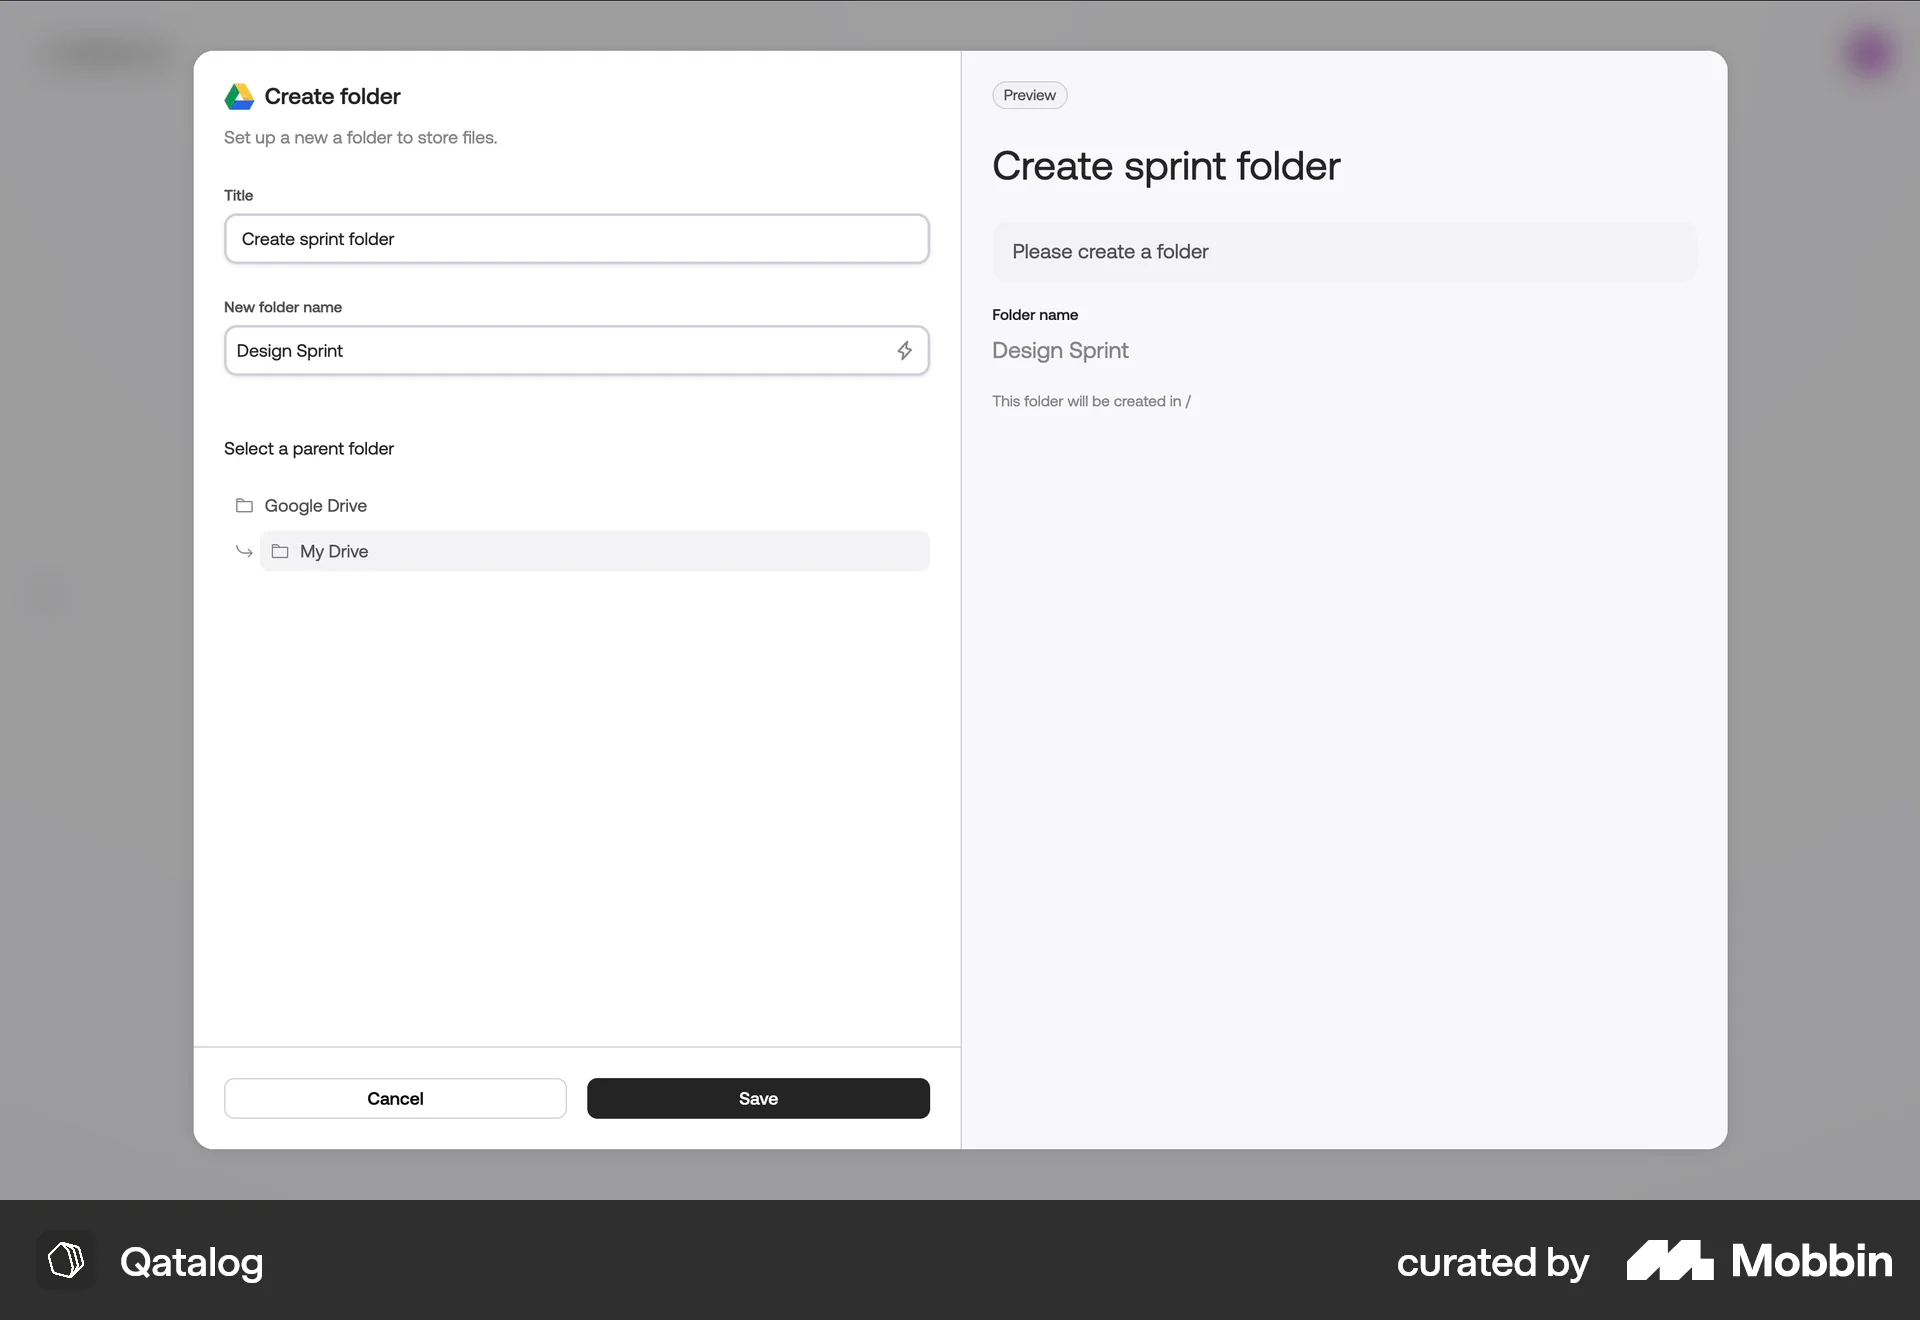 Create folder
Set up a new a folder to store files.
Title
Create sprint folder
New folder name
Design Sprint
Select a parent folder
Google Drive
My Drive
Cancel
Save
Preview
Create sprint folder
Please create a folder
Folder name
Design Sprint
This folder will be created in /
Qatalog
curated by Mobbin